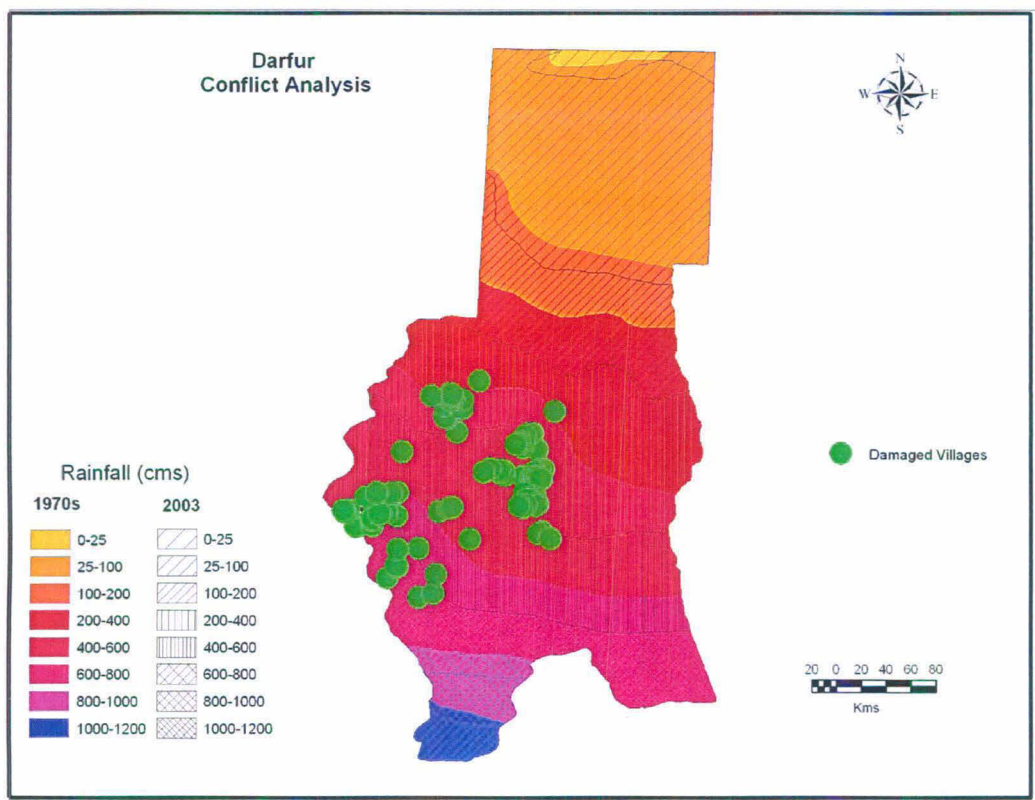 Darfur
Conflict Analysis
N
W E
S
Damaged Villages
Rainfall (cms)
1970s 2003
0-25 0-25
25-100 25-100
100-200 100-200
200-400 200-400
400-600 400-600
600-800 600-800
800-1000 800-1000
1000-1200 1000-1200
20 0 20 40 60 80
Kms